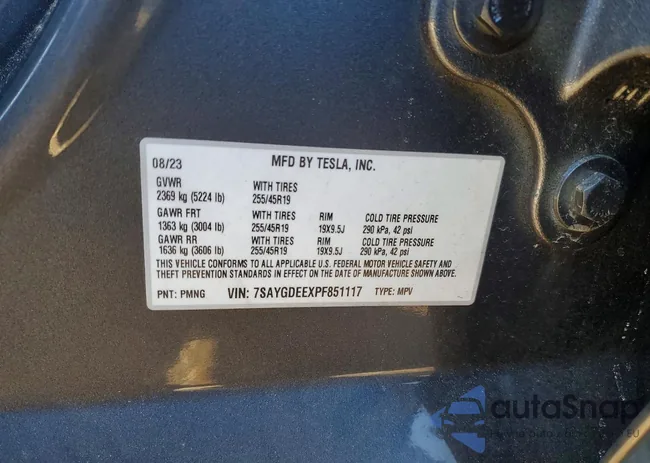 08/23 MFD BY TESLA, INC.
GVWR WITH TIRES
2369 kg (5224 lb) 255/45R19
GAWR FRT WITH TIRES RIM COLD TIRE PRESSURE
1363 kg (3004 lb) 255/45R19 19X9.5J 290 kPa, 42 psi
GAWR RR WITH TIRES RIM COLD TIRE PRESSURE
1636 kg (3606 lb) 255/45R19 19X9.5J 290 kPa, 42 psi
THIS VEHICLE CONFORMS TO ALL APPLICABLE U.S. FEDERAL MOTOR VEHICLE SAFETY AND
THEFT PREVENTION STANDARDS IN EFFECT ON THE DATE OF MANUFACTURE SHOWN ABOVE.
PNT: PMNG VIN: 7SAYGDEEXPF851117 TYPE: MPV
autaSnap